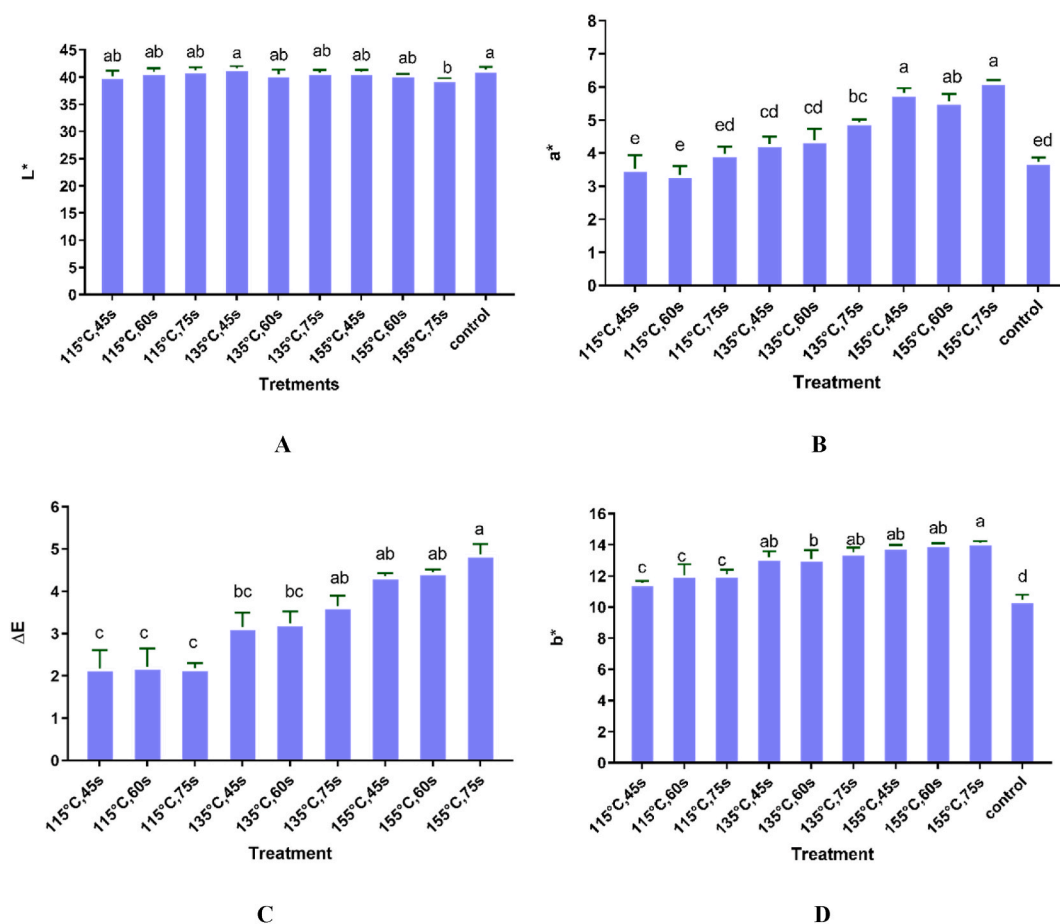 ab ab ab a ab ab ab ab b a
45
40
35
30
25
20
15
10
5
0
L*
115°C,45s 115°C,60s 115°C,75s 135°C,45s 135°C,60s 135°C,75s 155°C,45s 155°C,60s 155°C,75s control
Tretments
A
8
7
6
5
4
3
2
1
0
a*
e e ed cd cd bc a ab a ed
115°C,45s 115°C,60s 115°C,75s 135°C,45s 135°C,60s 135°C,75s 155°C,45s 155°C,60s 155°C,75s control
Treatment
B
6
5
4
3
2
1
0
ΔE
c c c bc bc ab ab ab a
115°C,45s 115°C,60s 115°C,75s 135°C,45s 135°C,60s 135°C,75s 155°C,45s 155°C,60s 155°C,75s
Treatment
C
16
14
12
10
8
6
4
2
0
b*
c c c ab b ab ab ab a d
115°C,45s 115°C,60s 115°C,75s 135°C,45s 135°C,60s 135°C,75s 155°C,45s 155°C,60s 155°C,75s control
Treatment
D